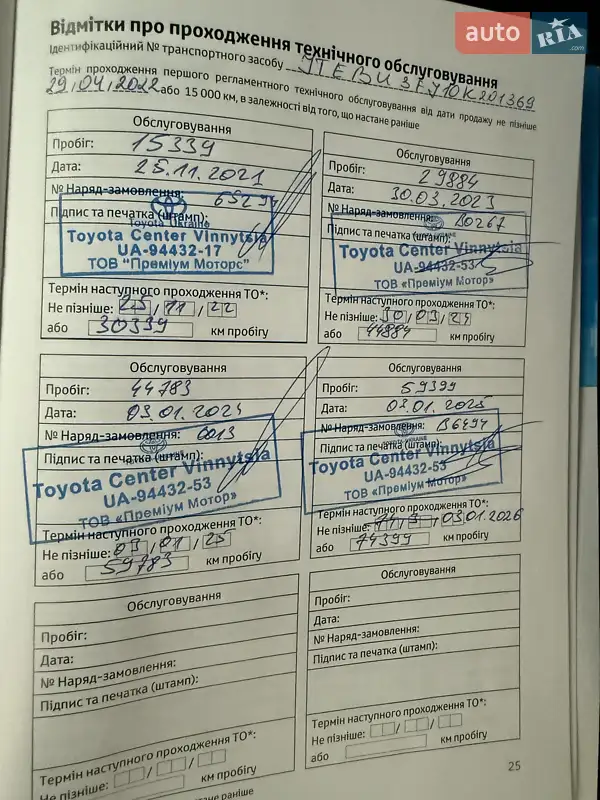 auto RIA .com
Відмітки про проходження технічного обслуговування
Ідентифікаційний № транспортного засобу JTEBU3FJ10K201369
Термін проходження першого регламентного технічного обслуговування від дати продажу не пізніше
29,04,2022 або 15 000 км, в залежності від того, що настане раніше
Обслуговування
Пробіг: 15339
Дата: 25.11.2021
№ Наряд-замовлення:
Підпис та печатка (штамп):
Toyota Ukraine
Toyota Center Vinnytsia
UA-94432-17
ТОВ "Преміум Моторс"
Термін наступного проходження ТО*:
Не пізніше: 25/11/22
або 30339 км пробігу
Обслуговування
Пробіг: 29884
Дата: 30.03.2023
№ Наряд-замовлення: 80267
Підпис та печатка (штамп):
Toyota Center Vinnytsia
UA-94432-53
ТОВ «Преміум Мотор»
Термін наступного проходження ТО*:
Не пізніше: 30/03/24
або 44884 км пробігу
Обслуговування
Пробіг: 44783
Дата: 03.01.2024
№ Наряд-замовлення: 6013
Підпис та печатка (штамп):
Toyota Center Vinnytsia
UA-94432-53
ТОВ «Преміум Мотор»
Термін наступного проходження ТО*:
Не пізніше: 03/01/25
або 59783 км пробігу
Обслуговування
Пробіг: 59399
Дата: 03.01.2025
№ Наряд-замовлення:
Підпис та печатка (штамп):
Toyota Center Vinnytsia
UA-94432-53
ТОВ «Преміум Мотор»
Термін наступного проходження ТО*:
Не пізніше: 03.01.2026
або 74399 км пробігу
Обслуговування
Пробіг:
Дата:
№ Наряд-замовлення:
Підпис та печатка (штамп):
Термін наступного проходження ТО*:
Не пізніше: / /
км пробігу
Обслуговування
Пробіг:
Дата:
№ Наряд-замовлення:
Підпис та печатка (штамп):
Термін наступного проходження ТО*:
Не пізніше: / /
або км пробігу
настане раніше
25